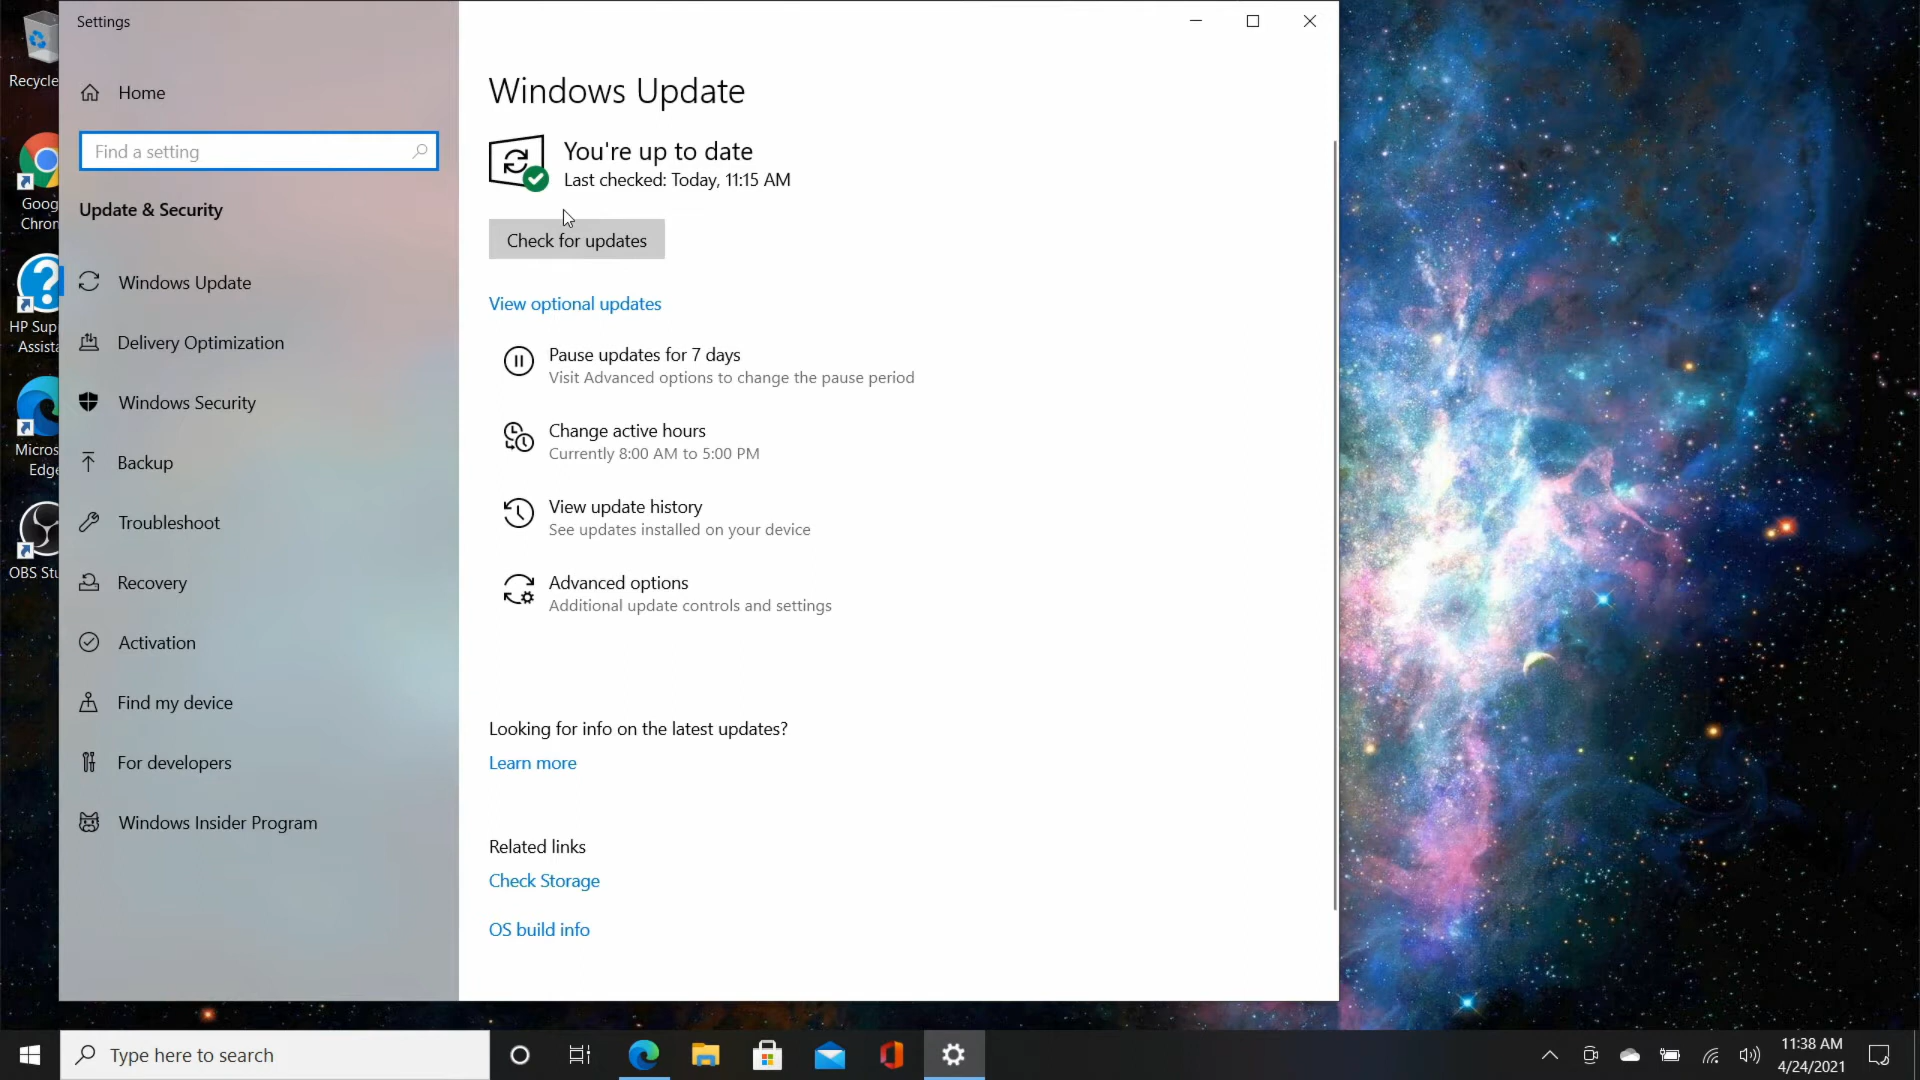 Settings
Home
Find a setting
Update & Security
Windows Update
Delivery Optimization
Windows Security
Backup
Troubleshoot
Recovery
Activation
Find my device
For developers
Windows Insider Program
Windows Update
You're up to date
Last checked: Today, 11:15 AM
Check for updates
View optional updates
Pause updates for 7 days
Visit Advanced options to change the pause period
Change active hours
Currently 8:00 AM to 5:00 PM
View update history
See updates installed on your device
Advanced options
Additional update controls and settings
Looking for info on the latest updates?
Learn more
Related links
Check Storage
OS build info
Recycle
Goog
Chron
HP Sup
Assista
Micros
Edge
OBS Stu
Type here to search
11:38 AM
4/24/2021